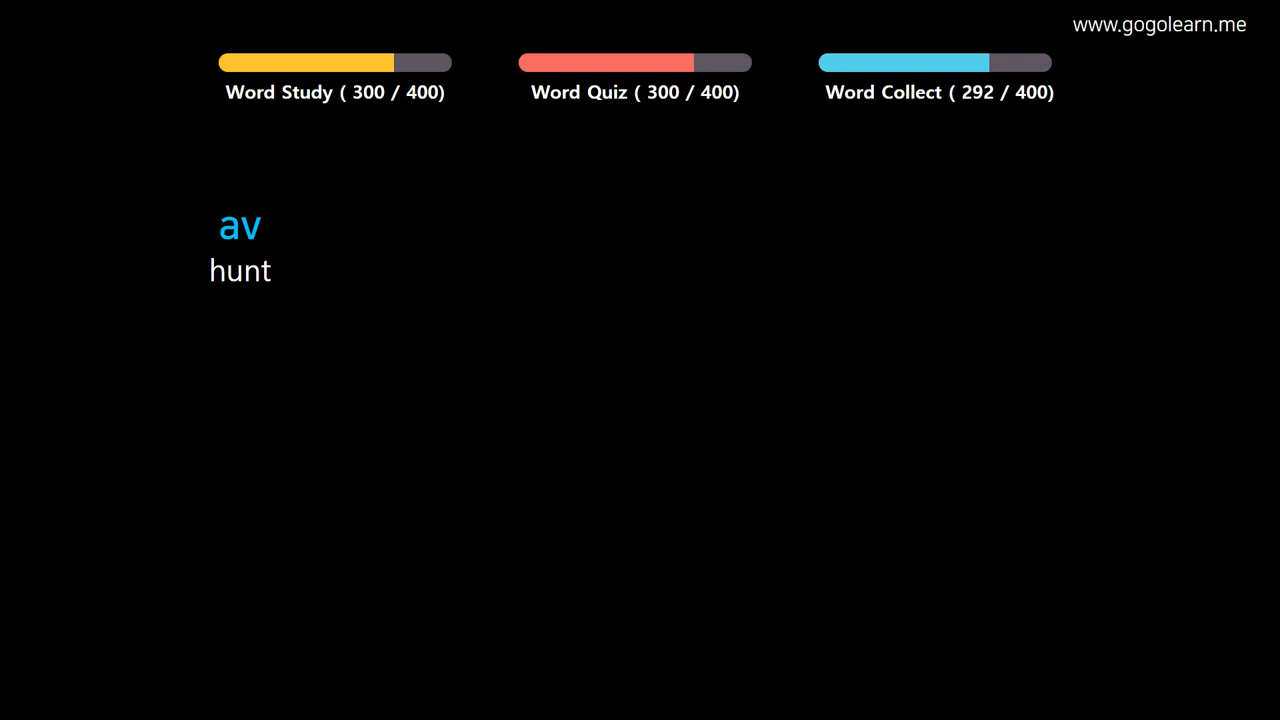 www.gogolearn.me
Word Study ( 300 / 400)
Word Quiz ( 300 / 400)
Word Collect ( 292 / 400)
av
hunt